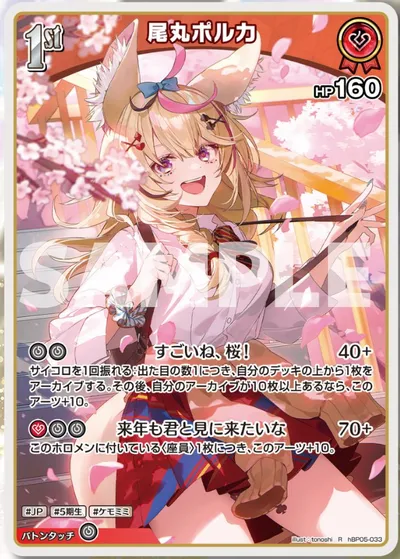 1st
尾丸ポルカ
HP160
SAMPLE
すごいね、桜! 40+
サイコロを1回振れる:出た目の数1につき、自分のデッキの上から1枚を
アーカイブする。その後、自分のアーカイブが10枚以上あるなら、この
アーツ+10。
来年も君と見に来たいな 70+
このホロメンに付いている〈座員〉1枚につき、このアーツ+10。
#JP #5期生 #ケモミミ
バトンタッチ
illust:tonoshi R hBP05-033